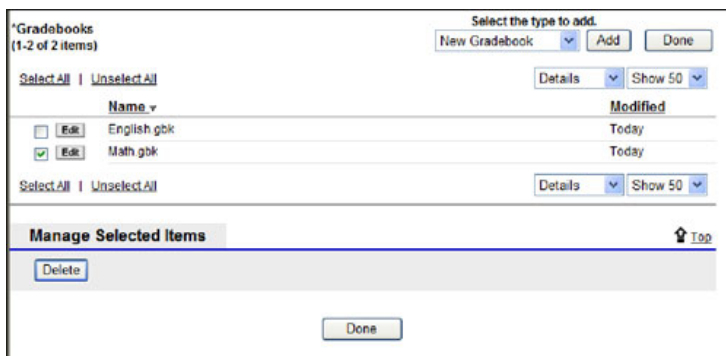 *Gradebooks
(1-2 of 2 items)
Select the type to add.
New Gradebook Add Done
Select All | Unselect All Details Show 50
Name Modified
Edit English.gbk Today
Edit Math.gbk Today
Select All | Unselect All Details Show 50
Manage Selected Items Top
Delete
Done